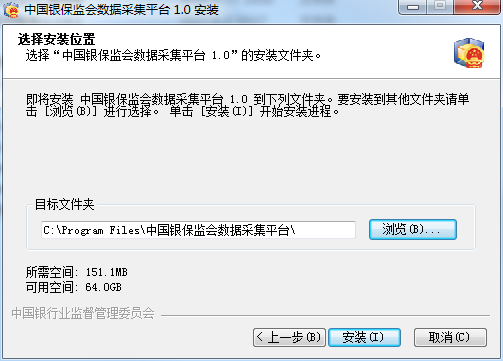 中国银保监会数据采集平台 1.0 安装
选择安装位置
选择“中国银保监会数据采集平台 1.0”的安装文件夹。
即将安装 中国银保监会数据采集平台 1.0 到下列文件夹。要安装到其他文件夹请单
击 [浏览(B)] 进行选择。 单击 [安装(I)] 开始安装进程。
目标文件夹
C:\Program Files\中国银保监会数据采集平台\
浏览(B)...
所需空间: 151.1MB
可用空间: 64.0GB
中国银行业监督管理委员会
< 上一步(B)
安装(I)
取消(C)